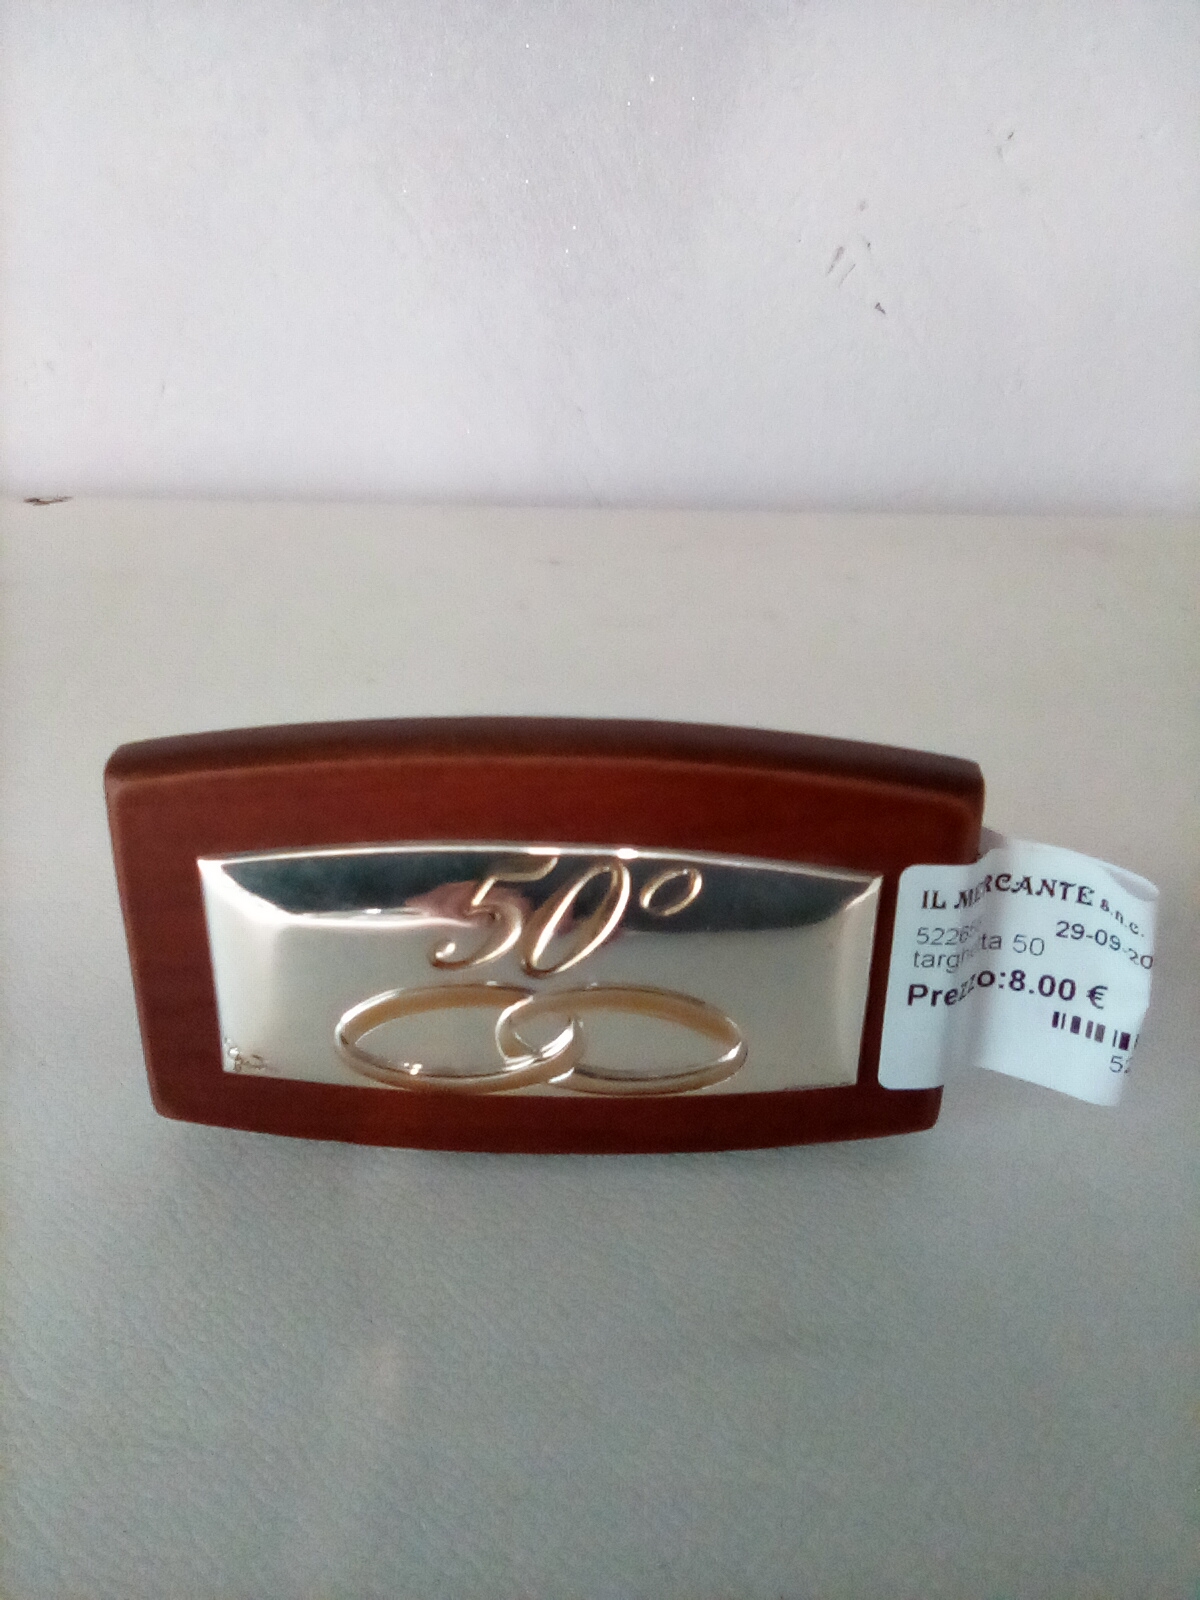 50°
IL MERCANTE s.n.c.
29-09-20
targhetta 50
Prezzo:8.00 €